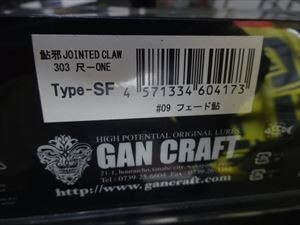 鮎邪 JOINTED CLAW
303 尺－ONE
Type-SF
4 571334 604173
#09 フェード鮎
HIGH POTENTIAL ORIGINAL LURES
GAN CRAFT
http://www.gancraft.com